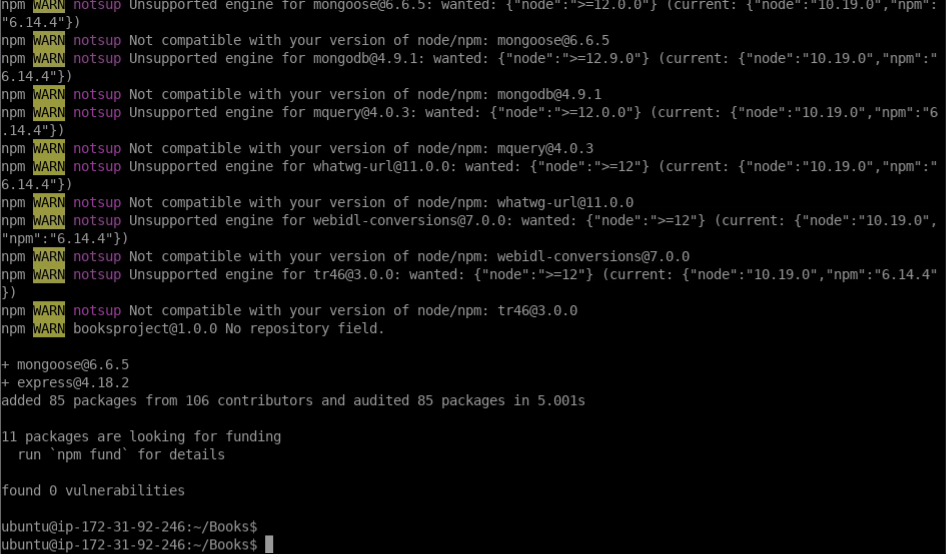 npm WARN notsup Unsupported engine for mongoose@6.6.5: wanted: {"node":">=12.0.0"} (current: {"node":"10.19.0","npm":
"6.14.4"})
npm WARN notsup Not compatible with your version of node/npm: mongoose@6.6.5
npm WARN notsup Unsupported engine for mongodb@4.9.1: wanted: {"node":">=12.9.0"} (current: {"node":"10.19.0","npm":"
6.14.4"})
npm WARN notsup Not compatible with your version of node/npm: mongodb@4.9.1
npm WARN notsup Unsupported engine for mquery@4.0.3: wanted: {"node":">=12.0.0"} (current: {"node":"10.19.0","npm":"6
.14.4"})
npm WARN notsup Not compatible with your version of node/npm: mquery@4.0.3
npm WARN notsup Unsupported engine for whatwg-url@11.0.0: wanted: {"node":">=12"} (current: {"node":"10.19.0","npm":"
6.14.4"})
npm WARN notsup Not compatible with your version of node/npm: whatwg-url@11.0.0
npm WARN notsup Unsupported engine for webidl-conversions@7.0.0: wanted: {"node":">=12"} (current: {"node":"10.19.0",
"npm":"6.14.4"})
npm WARN notsup Not compatible with your version of node/npm: webidl-conversions@7.0.0
npm WARN notsup Unsupported engine for tr46@3.0.0: wanted: {"node":">=12"} (current: {"node":"10.19.0","npm":"6.14.4"
})
npm WARN notsup Not compatible with your version of node/npm: tr46@3.0.0
npm WARN booksproject@1.0.0 No repository field.
+ mongoose@6.6.5
+ express@4.18.2
added 85 packages from 106 contributors and audited 85 packages in 5.001s
11 packages are looking for funding
run `npm fund` for details
found 0 vulnerabilities
ubuntu@ip-172-31-92-246:~/Books$
ubuntu@ip-172-31-92-246:~/Books$